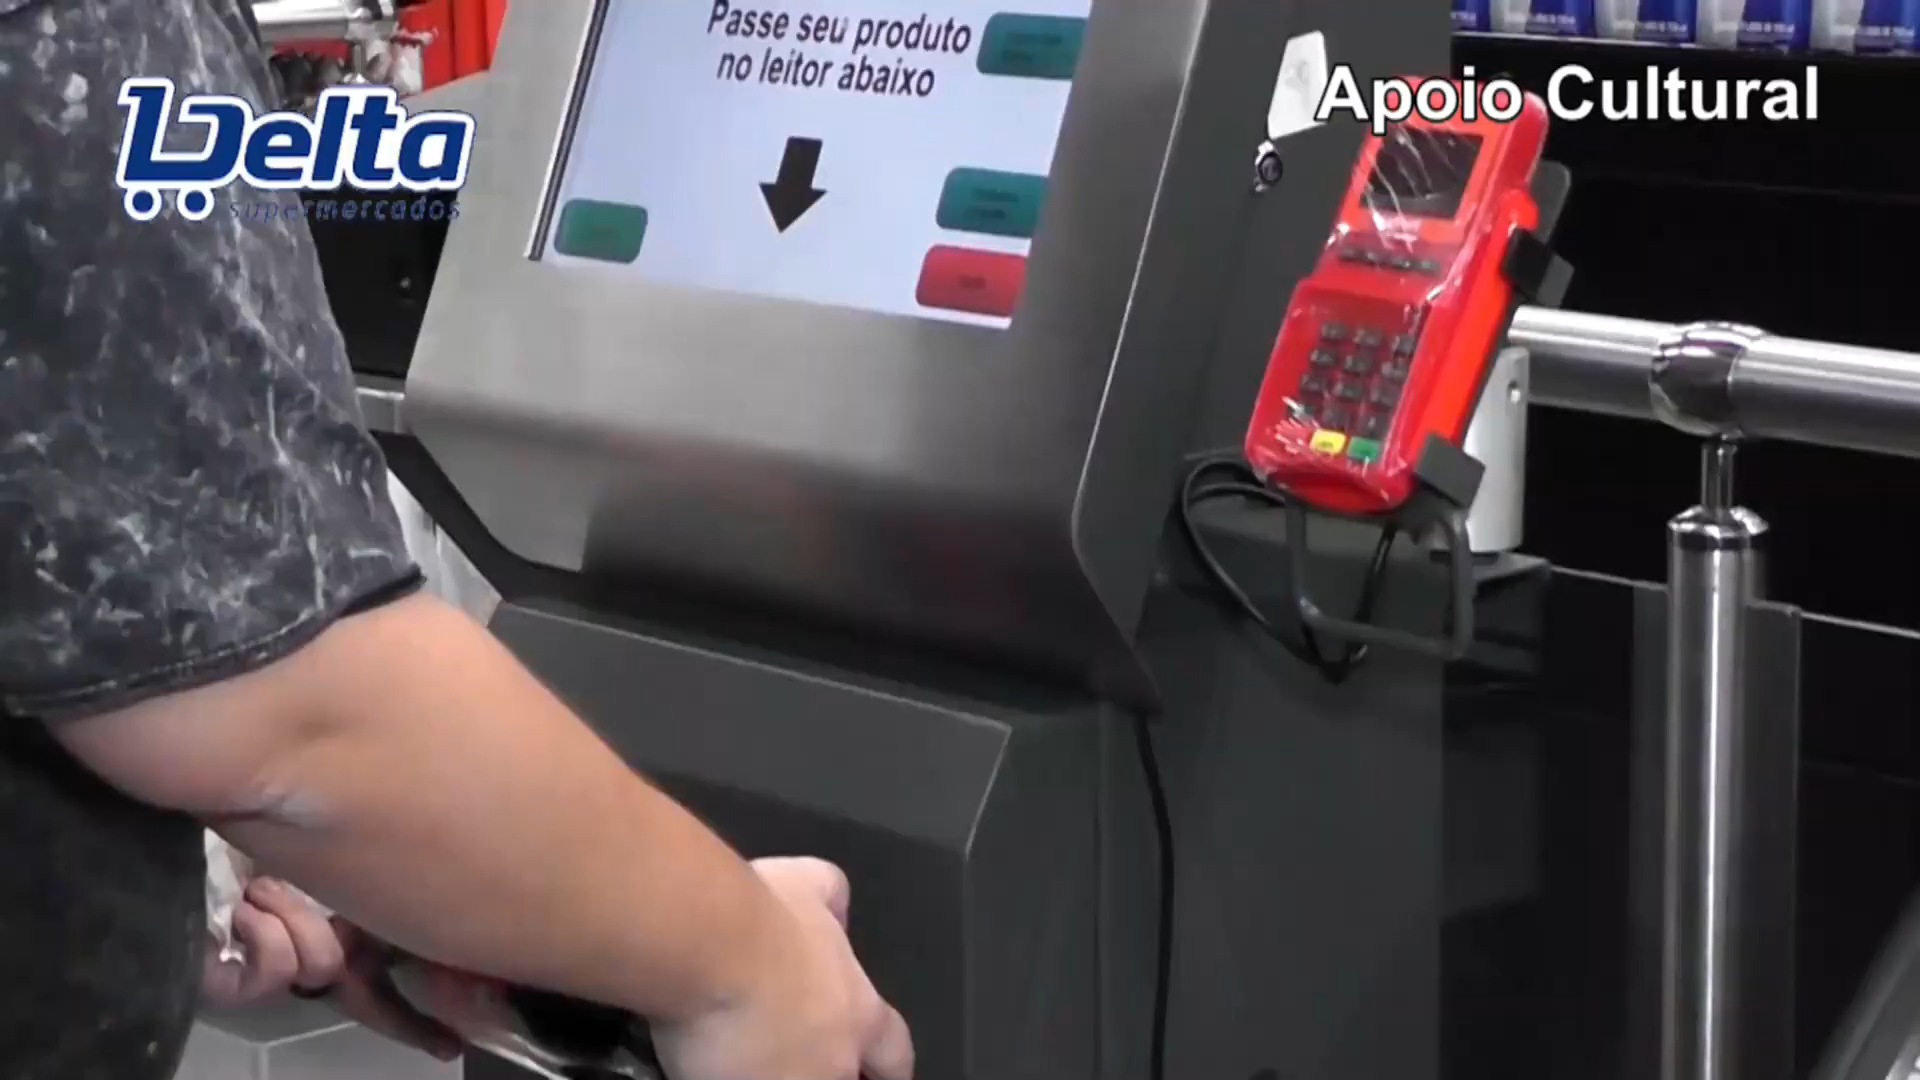 Passe seu produto
no leitor abaixo
Apoio Cultural
Delta
supermercados